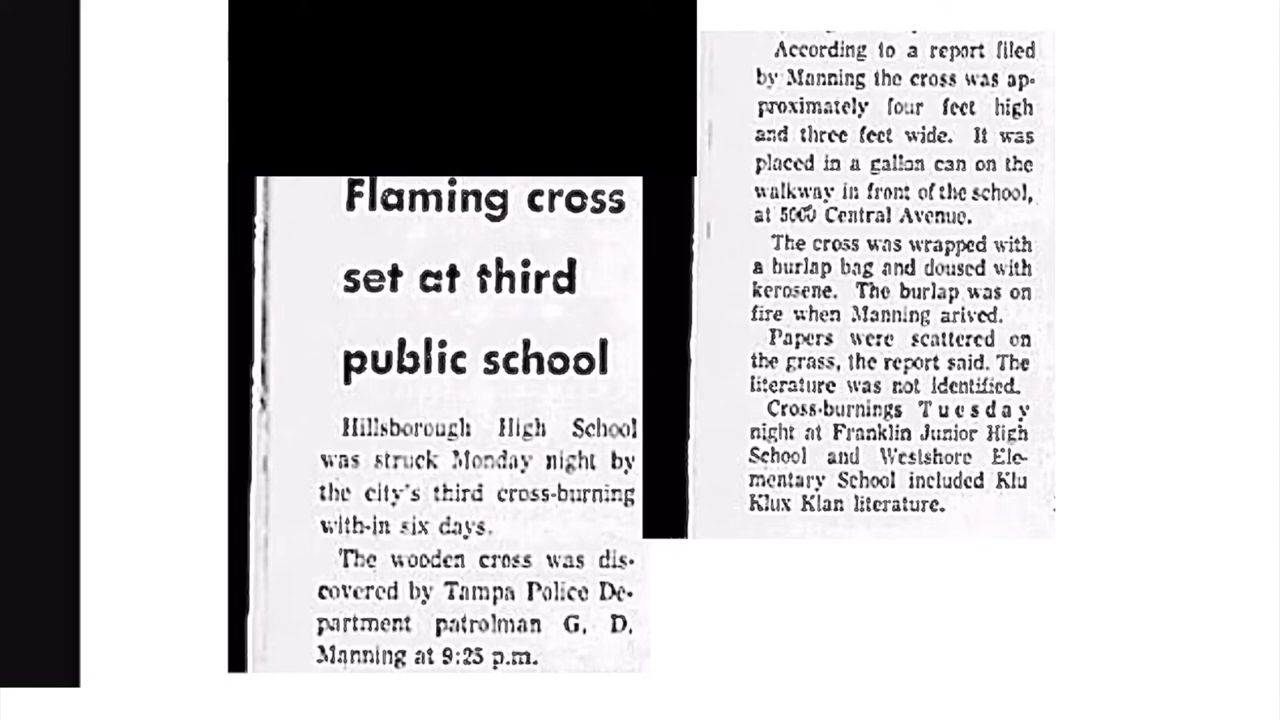 Flaming cross
set at third
public school
Hillsborough High School
was struck Monday night by
the city's third cross-burning
with-in six days.
The wooden cross was dis-
covered by Tampa Police De-
partment patrolman G. D.
Manning at 9:25 p.m.
According to a report filed
by Manning the cross was ap-
proximately four feet high
and three feet wide. It was
placed in a gallon can on the
walkway in front of the school,
at 5000 Central Avenue.
The cross was wrapped with
a burlap bag and doused with
kerosene. The burlap was on
fire when Manning arived.
Papers were scattered on
the grass, the report said. The
literature was not identified.
Cross-burnings Tuesday
night at Franklin Junior High
School and Westshore Ele-
mentary School included Klu
Klux Klan literature.